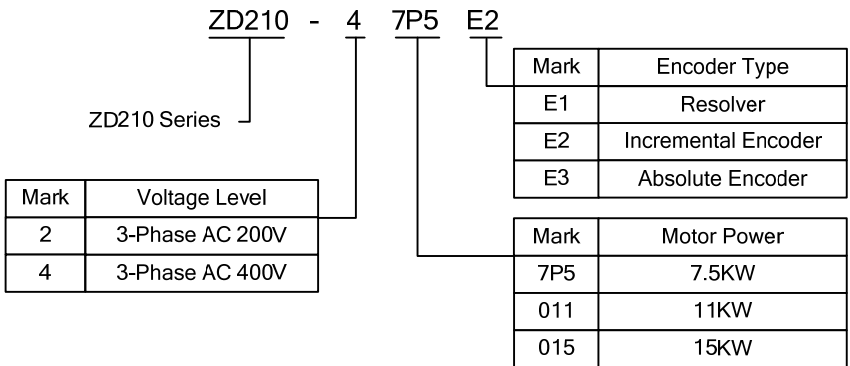 ZD210 - 4 7P5 E2
ZD210 Series
Mark Encoder Type
E1 Resolver
E2 Incremental Encoder
E3 Absolute Encoder
Mark Voltage Level
2 3-Phase AC 200V
4 3-Phase AC 400V
Mark Motor Power
7P5 7.5KW
011 11KW
015 15KW